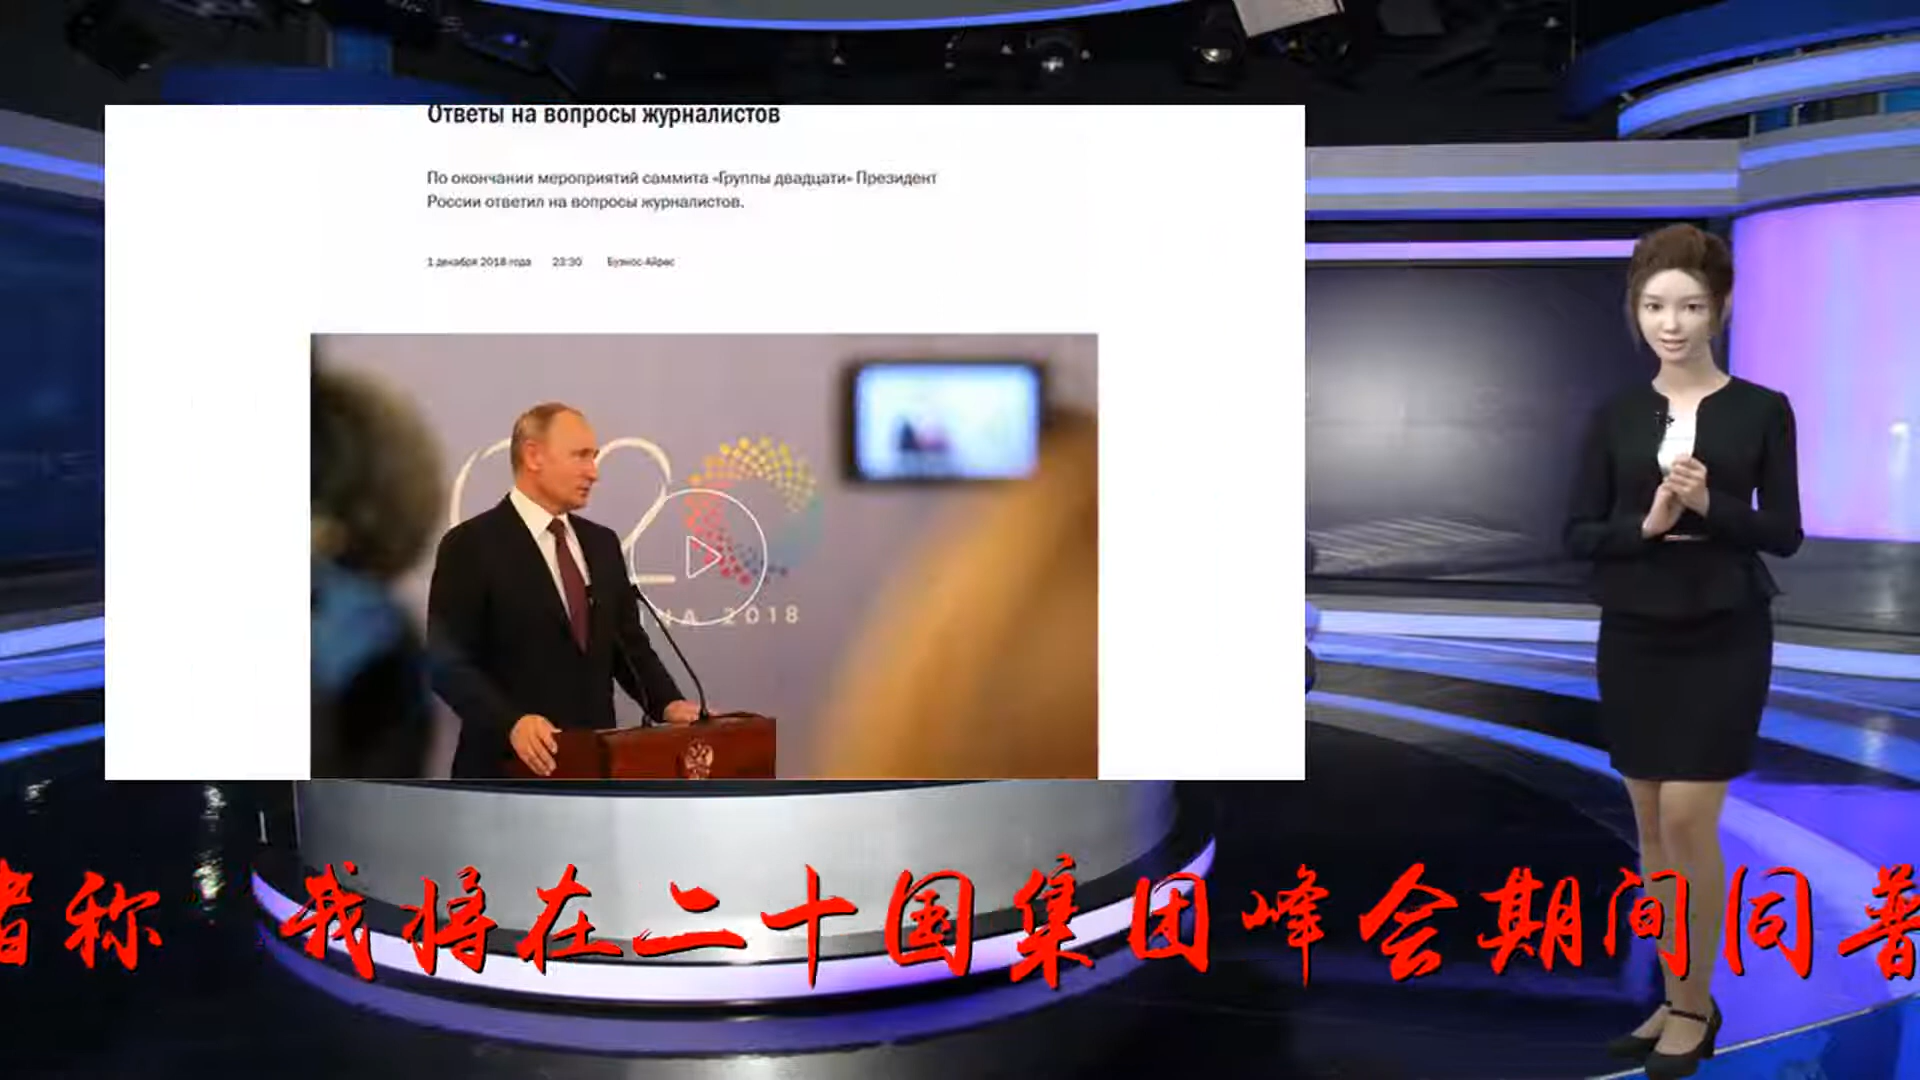 Ответы на вопросы журналистов
По окончании мероприятий саммита «Группы двадцати» Президент
России ответил на вопросы журналистов.
1 декабря 2018 года 23:30 Буэнос-Айрес
2018
称 我将在二十国集团峰会期间同普